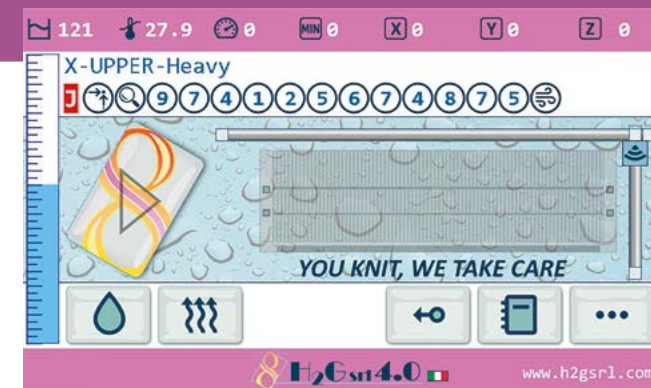 121 27.9 0 MIN 0 X 0 Y 0 Z 0
X-UPPER-Heavy
J 9 7 4 1 2 5 6 7 4 8 7 5
YOU KNIT, WE TAKE CARE
H2Gsrl4.0 www.h2gsrl.com